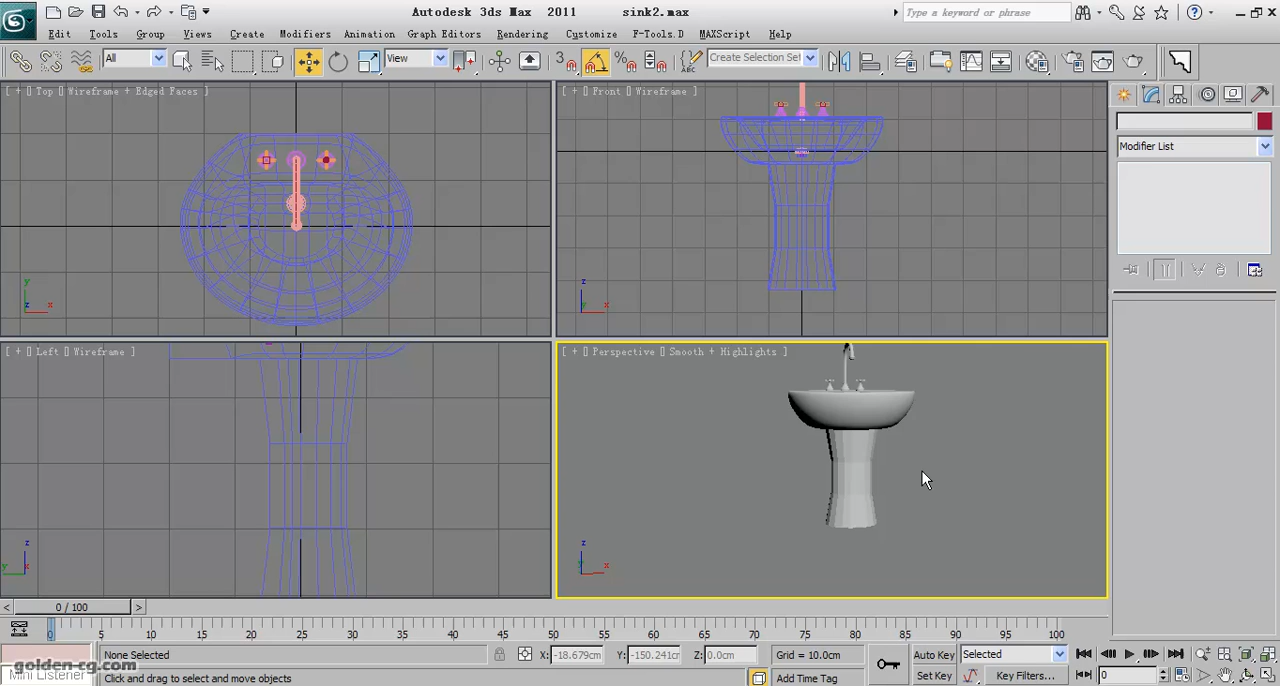 Autodesk 3ds Max 2011 sink2.max
Type a keyword or phrase
Edit Tools Group Views Create Modifiers Animation Graph Editors Rendering Customize F-Tools.D MAXScript Help
All View 3 Create Selection Set
ABC
[ + [] Top [] Wireframe + Edged Faces ]
[ + [] Front [] Wireframe ]
Modifier List
y
z x
z
y x
[ + [] Left [] Wireframe ]
[ + [] Perspective [] Smooth + Highlights ]
z
y x
z
y x
< 0 / 100 >
0 5 10 15 20 25 30 35 40 45 50 55 60 65 70 75 80 85 90 95 100
None Selected X: -18.679cm Y: -150.241cm Z: 0.0cm Grid = 10.0cm Auto Key Selected
golden-cg.com
Mini Listener Click and drag to select and move objects Add Time Tag Set Key Key Filters... 0